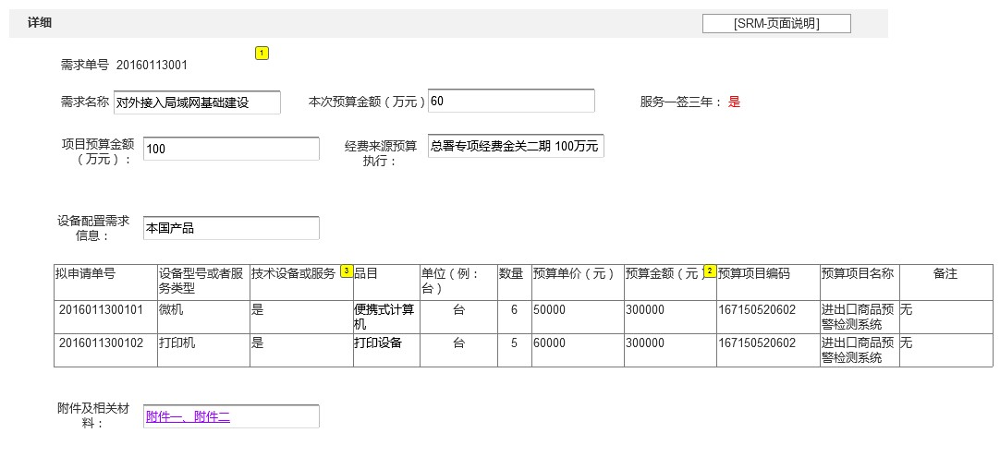 详细
[SRM-页面说明]
1
需求单号 20160113001
需求名称 对外接入局域网基础建设 本次预算金额（万元） 60 服务一签三年： 是
项目预算金额（万元）： 100 经费来源预算执行： 总署专项经费金关二期 100万元
设备配置需求信息： 本国产品
拟申请单号 设备型号或者服务类型 技术设备或服务 3 品目 单位（例：台） 数量 预算单价（元） 预算金额（元） 2 预算项目编码 预算项目名称 备注
2016011300101 微机 是 便携式计算机 台 6 50000 300000 167150520602 进出口商品预警检测系统 无
2016011300102 打印机 是 打印设备 台 5 60000 300000 167150520602 进出口商品预警检测系统 无
附件及相关材料： 附件一、附件二